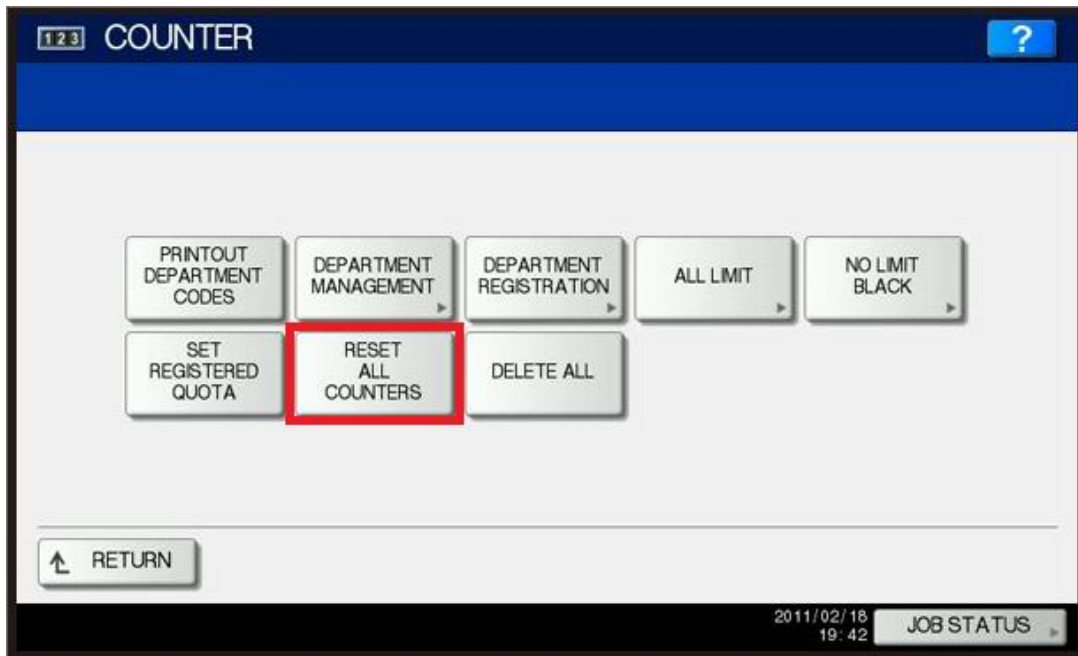 123 COUNTER
?
PRINTOUT
DEPARTMENT
CODES
DEPARTMENT
MANAGEMENT
DEPARTMENT
REGISTRATION
ALL LIMIT
NO LIMIT
BLACK
SET
REGISTERED
QUOTA
RESET
ALL
COUNTERS
DELETE ALL
RETURN
2011/02/18
19:42
JOB STATUS